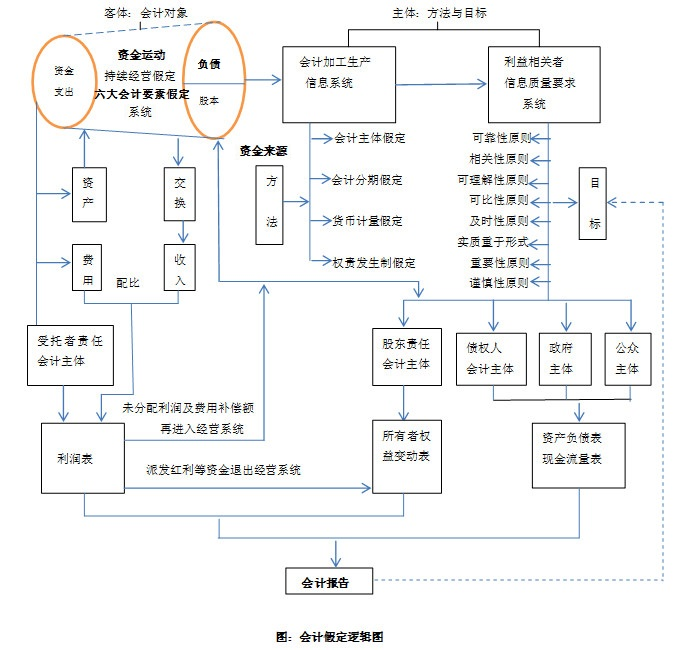 客体：会计对象
主体：方法与目标
资金
支出
资金运动
持续经营假定
六大会计要素假定
系统
负债
股本
会计加工生产
信息系统
利益相关者
信息质量要求
系统
资金来源
方
法
会计主体假定
会计分期假定
货币计量假定
权责发生制假定
可靠性原则
相关性原则
可理解性原则
可比性原则
及时性原则
实质重于形式
重要性原则
谨慎性原则
目
标
资
产
交
换
费
用
配比
收
入
受托者责任
会计主体
股东责任
会计主体
债权人
会计主体
政府
主体
公众
主体
未分配利润及费用补偿额
再进入经营系统
利润表
派发红利等资金退出经营系统
所有者权
益变动表
资产负债表
现金流量表
会计报告
图：会计假定逻辑图